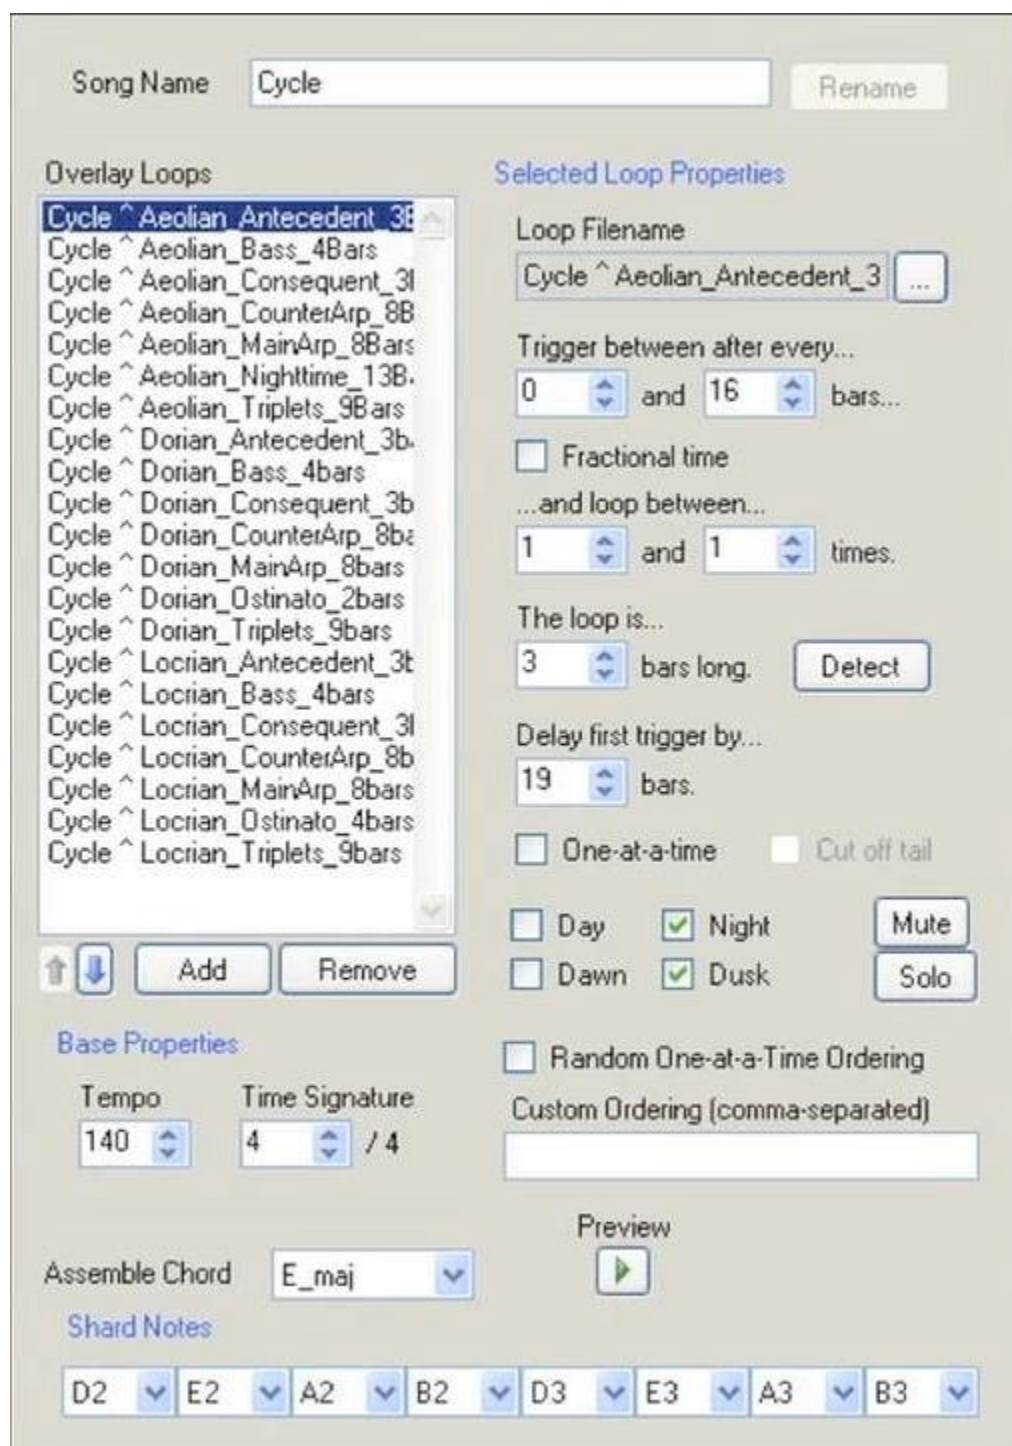 Song Name Cycle Rename
Overlay Loops
Cycle ^ Aeolian_Antecedent_3B
Cycle ^ Aeolian_Bass_4Bars
Cycle ^ Aeolian_Consequent_3
Cycle ^ Aeolian_CounterArp_8B
Cycle ^ Aeolian_MainArp_8Bars
Cycle ^ Aeolian_Nighttime_13B
Cycle ^ Aeolian_Triplets_9Bars
Cycle ^ Dorian_Antecedent_3b
Cycle ^ Dorian_Bass_4bars
Cycle ^ Dorian_Consequent_3b
Cycle ^ Dorian_CounterArp_8ba
Cycle ^ Dorian_MainArp_8bars
Cycle ^ Dorian_Ostinato_2bars
Cycle ^ Dorian_Triplets_9bars
Cycle ^ Locrian_Antecedent_3b
Cycle ^ Locrian_Bass_4bars
Cycle ^ Locrian_Consequent_3
Cycle ^ Locrian_CounterArp_8b
Cycle ^ Locrian_MainArp_8bars
Cycle ^ Locrian_Ostinato_4bars
Cycle ^ Locrian_Triplets_9bars
Add Remove
Selected Loop Properties
Loop Filename
Cycle ^ Aeolian_Antecedent_3 ...
Trigger between after every...
0 and 16 bars...
Fractional time
...and loop between...
1 and 1 times.
The loop is...
3 bars long. Detect
Delay first trigger by...
19 bars.
One-at-a-time Cut off tail
Day Night Mute
Dawn Dusk Solo
Base Properties
Tempo Time Signature
140 4 / 4
Random One-at-a-Time Ordering
Custom Ordering (comma-separated)
Preview
Assemble Chord E_maj
Shard Notes
D2 E2 A2 B2 D3 E3 A3 B3